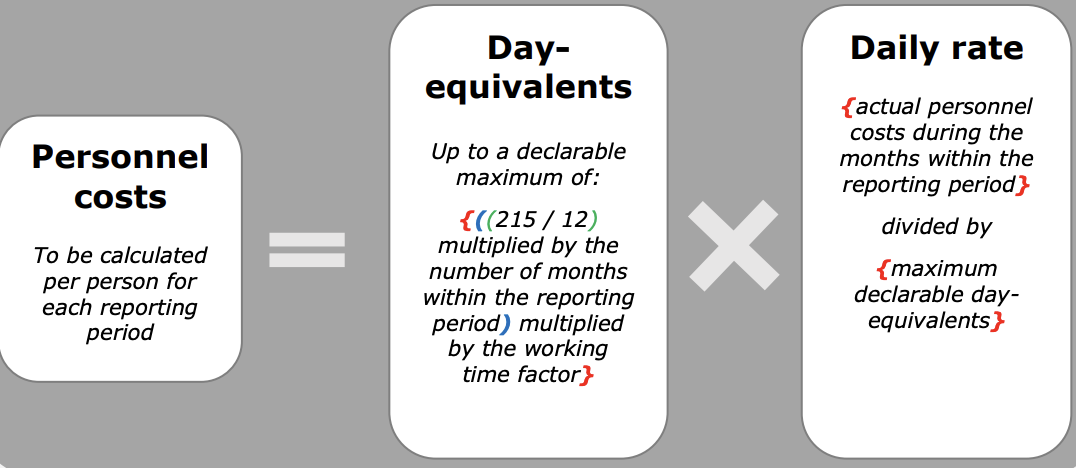 Personnel
costs
To be calculated
per person for
each reporting
period
=
Day-
equivalents
Up to a declarable
maximum of:
{((215 / 12)
multiplied by the
number of months
within the reporting
period) multiplied
by the working
time factor}
×
Daily rate
{actual personnel
costs during the
months within the
reporting period}
divided by
{maximum
declarable day-
equivalents}